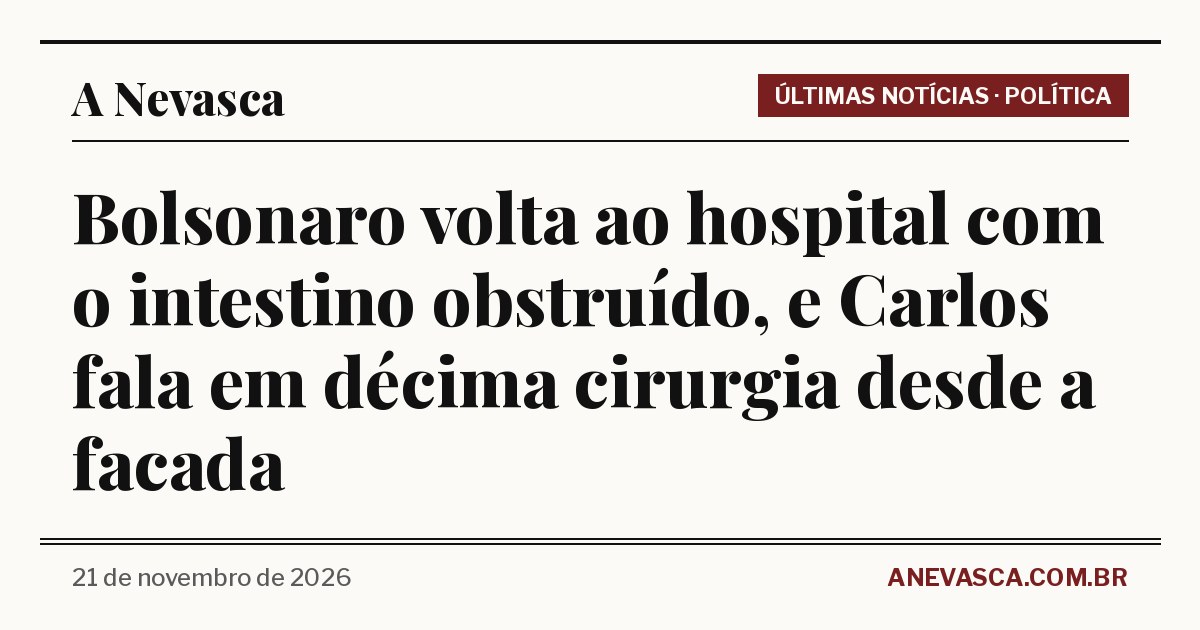 A Nevasca
ÚLTIMAS NOTÍCIAS · POLÍTICA
Bolsonaro volta ao hospital com
o intestino obstruído, e Carlos
fala em décima cirurgia desde a
facada
21 de novembro de 2026
ANEVASCA.COM.BR